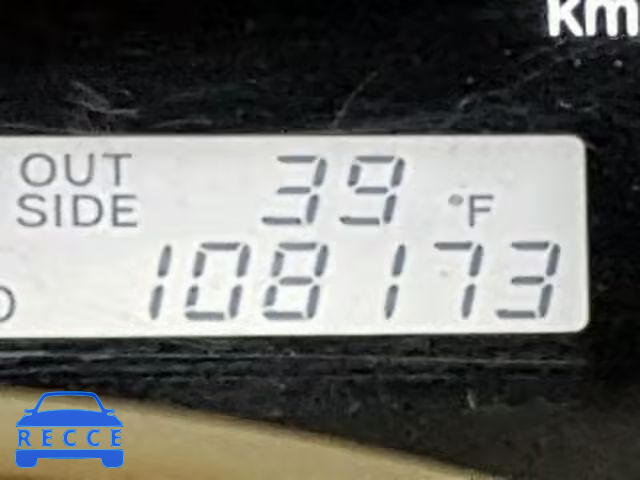 km
OUT 39 °F
SIDE
108173
RECCE